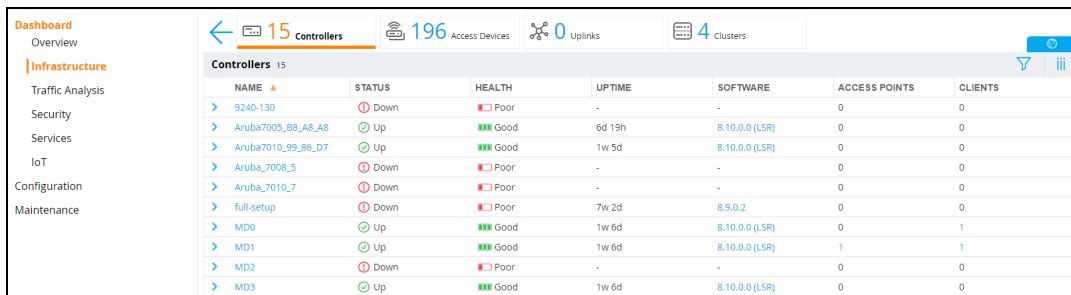 Dashboard
Overview
Infrastructure
Traffic Analysis
Security
Services
IoT
Configuration
Maintenance
15 Controllers 196 Access Devices 0 Uplinks 4 Clusters
Controllers 15
NAME STATUS HEALTH UPTIME SOFTWARE ACCESS POINTS CLIENTS
9240-130 Down Poor - - 0 0
Aruba7005_B8_A8_A8 Up Good 6d 19h 8.10.0.0 (LSR) 0 0
Aruba7010_99_86_D7 Up Good 1w 5d 8.10.0.0 (LSR) 0 0
Aruba_7008_5 Down Poor - - 0 0
Aruba_7010_7 Down Poor - - 0 0
full-setup Down Poor 7w 2d 8.9.0.2 0 0
MD0 Up Good 1w 6d 8.10.0.0 (LSR) 0 1
MD1 Up Good 1w 6d 8.10.0.0 (LSR) 1 1
MD2 Down Poor - - 0 0
MD3 Up Good 1w 6d 8.10.0.0 (LSR) 0 0